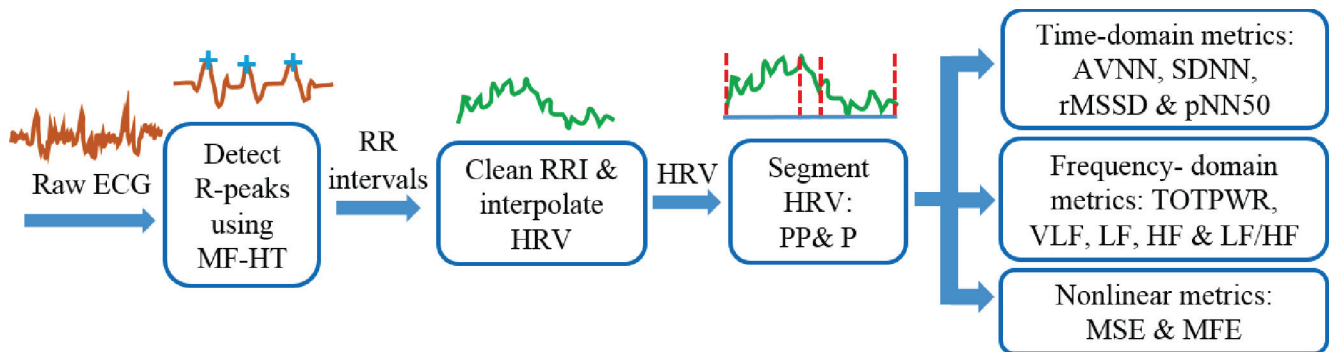 Raw ECG
Detect
R-peaks
using
MF-HT
RR
intervals
Clean RRI &
interpolate
HRV
HRV
Segment
HRV:
PP& P
Time-domain metrics:
AVNN, SDNN,
rMSSD & pNN50
Frequency- domain
metrics: TOTPWR,
VLF, LF, HF & LF/HF
Nonlinear metrics:
MSE & MFE